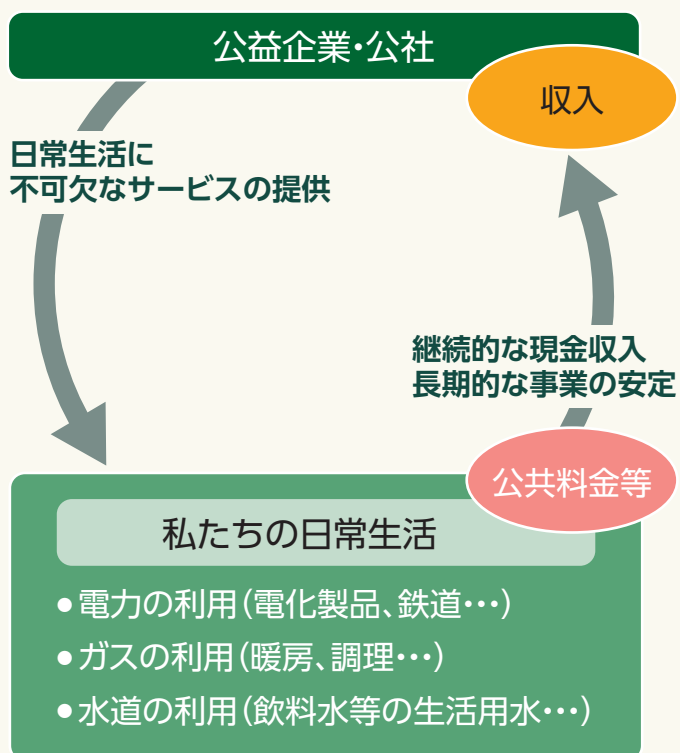 公益企業・公社
収入
日常生活に
不可欠なサービスの提供
継続的な現金収入
長期的な事業の安定
公共料金等
私たちの日常生活
●電力の利用（電化製品、鉄道・・・）
●ガスの利用（暖房、調理・・・）
●水道の利用（飲料水等の生活用水・・・）